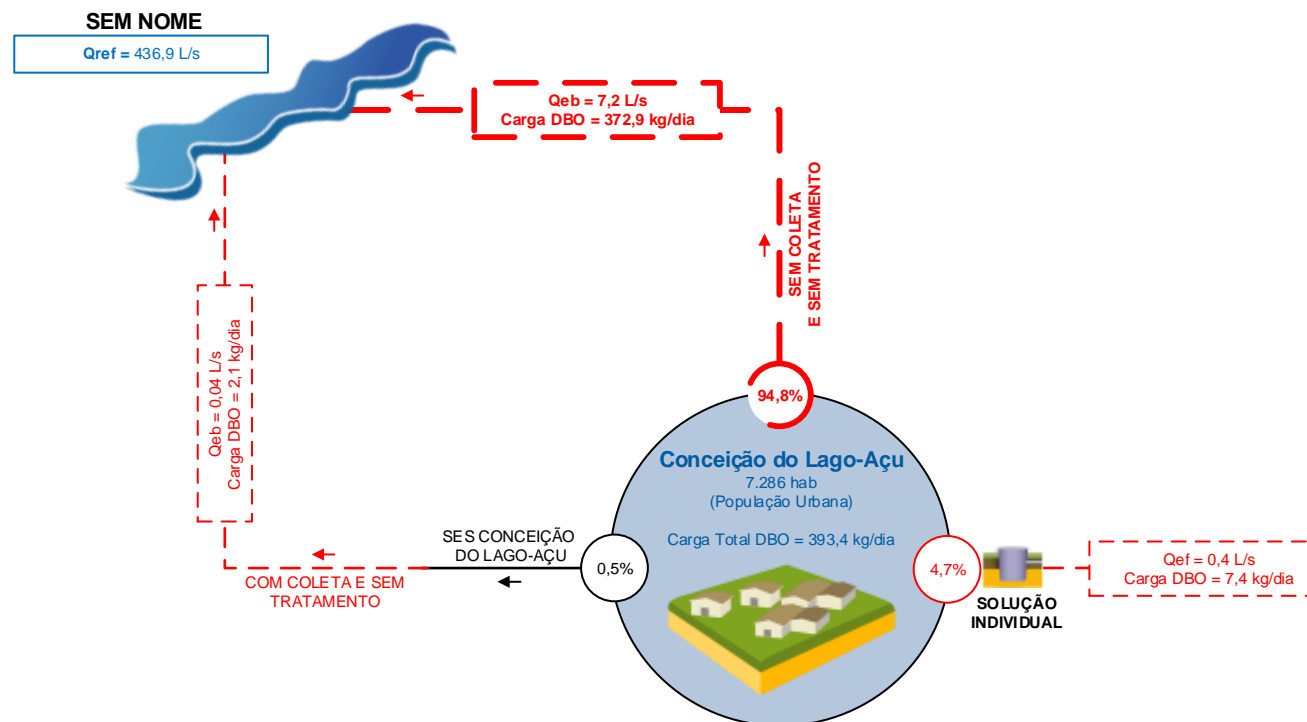 SEM NOME
Qref = 436,9 L/s
Qeb = 7,2 L/s
Carga DBO = 372,9 kg/dia
SEM COLETA
E SEM TRATAMENTO
Qeb = 0,04 L/s
Carga DBO = 2,1 kg/dia
94,8%
Conceição do Lago-Açu
7.286 hab
(População Urbana)
Carga Total DBO = 393,4 kg/dia
SES CONCEIÇÃO
DO LAGO-AÇU
0,5%
COM COLETA E SEM
TRATAMENTO
4,7%
SOLUÇÃO
INDIVIDUAL
Qef = 0,4 L/s
Carga DBO = 7,4 kg/dia